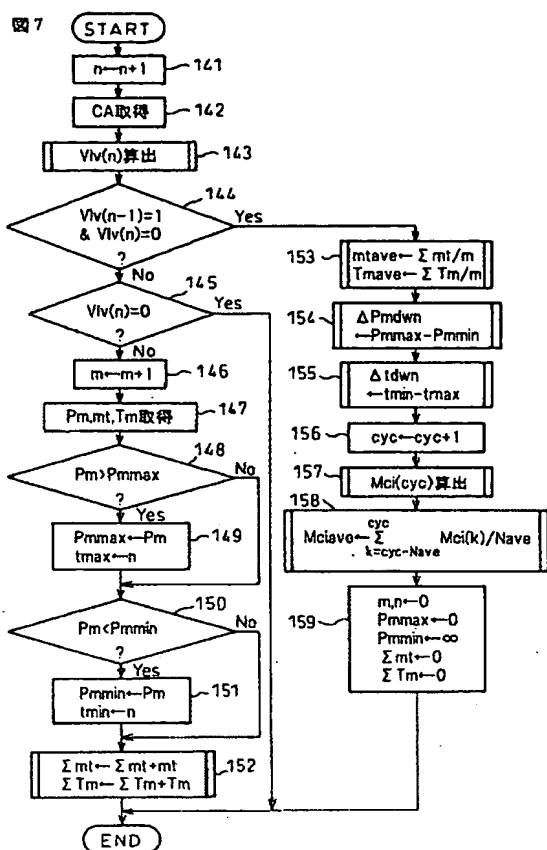 図7
START
n←n+1
141
CA取得
142
Vlv(n)算出
143
144
Vlv(n-1)=1
& Vlv(n)=0
?
Yes
No
145
Vlv(n)=0
?
Yes
No
m←m+1
146
Pm,mt,Tm取得
147
148
Pm>Pmmax
?
No
Yes
Pmmax←Pm
tmax←n
149
150
Pm<Pmmin
?
No
Yes
Pmmin←Pm
tmin←n
151
Σmt←Σmt+mt
ΣTm←ΣTm+Tm
152
END
153
mtave←Σmt/m
Tmave←ΣTm/m
154
ΔPmdwn
←Pmmax-Pmmin
155
Δtdwn
←tmin-tmax
156
cyc←cyc+1
157
Mci(cyc)算出
158
cyc
Mciave←Σ Mci(k)/Nave
k=cyc-Nave
159
m,n←0
Pmmax←0
Pmmin←∞
Σmt←0
ΣTm←0